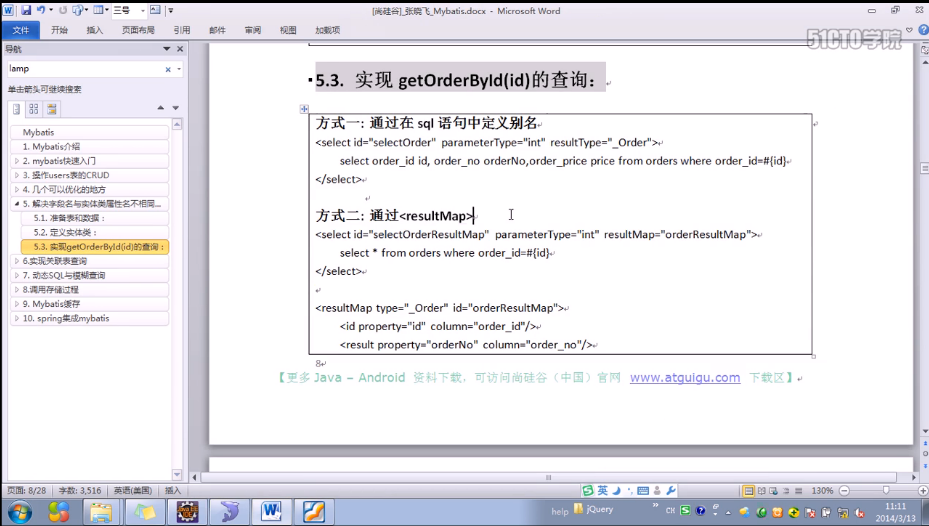 [尚硅谷]_张晓飞_Mybatis.docx - Microsoft Word
三号
文件 开始 插入 页面布局 引用 邮件 审阅 视图 加载项
51CTO学院
导航
lamp
单击箭头可继续搜索
Mybatis
1. Mybatis介绍
2. mybatis快速入门
3. 操作users表的CRUD
4. 几个可以优化的地方
5. 解决字段名与实体类属性名不相同...
5.1. 准备表和数据:
5.2. 定义实体类:
5.3. 实现getOrderById(id)的查询:
6.实现关联表查询
7. 动态SQL与模糊查询
8.调用存储过程
9. Mybatis缓存
10. spring集成mybatis
5.3. 实现 getOrderById(id)的查询:
方式一: 通过在 sql 语句中定义别名
<select id="selectOrder" parameterType="int" resultType="_Order">
select order_id id, order_no orderNo,order_price price from orders where order_id=#{id}
</select>
方式二: 通过<resultMap>
<select id="selectOrderResultMap" parameterType="int" resultMap="orderResultMap">
select * from orders where order_id=#{id}
</select>
<resultMap type="_Order" id="orderResultMap">
<id property="id" column="order_id"/>
<result property="orderNo" column="order_no"/>
8
【更多 Java – Android 资料下载，可访问尚硅谷（中国）官网 www.atguigu.com 下载区】
英
页面: 8/28 字数: 3,516 英语(美国) 插入 130%
help jQuery CH 11:11
2014/3/13